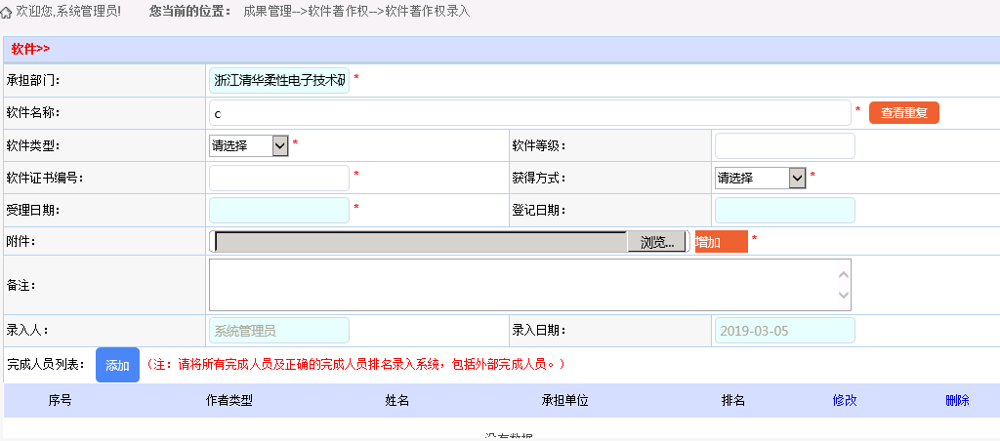 欢迎您,系统管理员! 您当前的位置: 成果管理-->软件著作权-->软件著作权录入
软件>>
承担部门: 浙江清华柔性电子技术研 *
软件名称: c * 查看重复
软件类型: 请选择 * 软件等级:
软件证书编号: * 获得方式: 请选择 *
受理日期: * 登记日期:
附件: 浏览... 增加 *
备注:
录入人: 系统管理员 录入日期: 2019-03-05
完成人员列表: 添加 (注: 请将所有完成人员及正确的完成人员排名录入系统，包括外部完成人员。)
序号 作者类型 姓名 承担单位 排名 修改 删除
没有数据